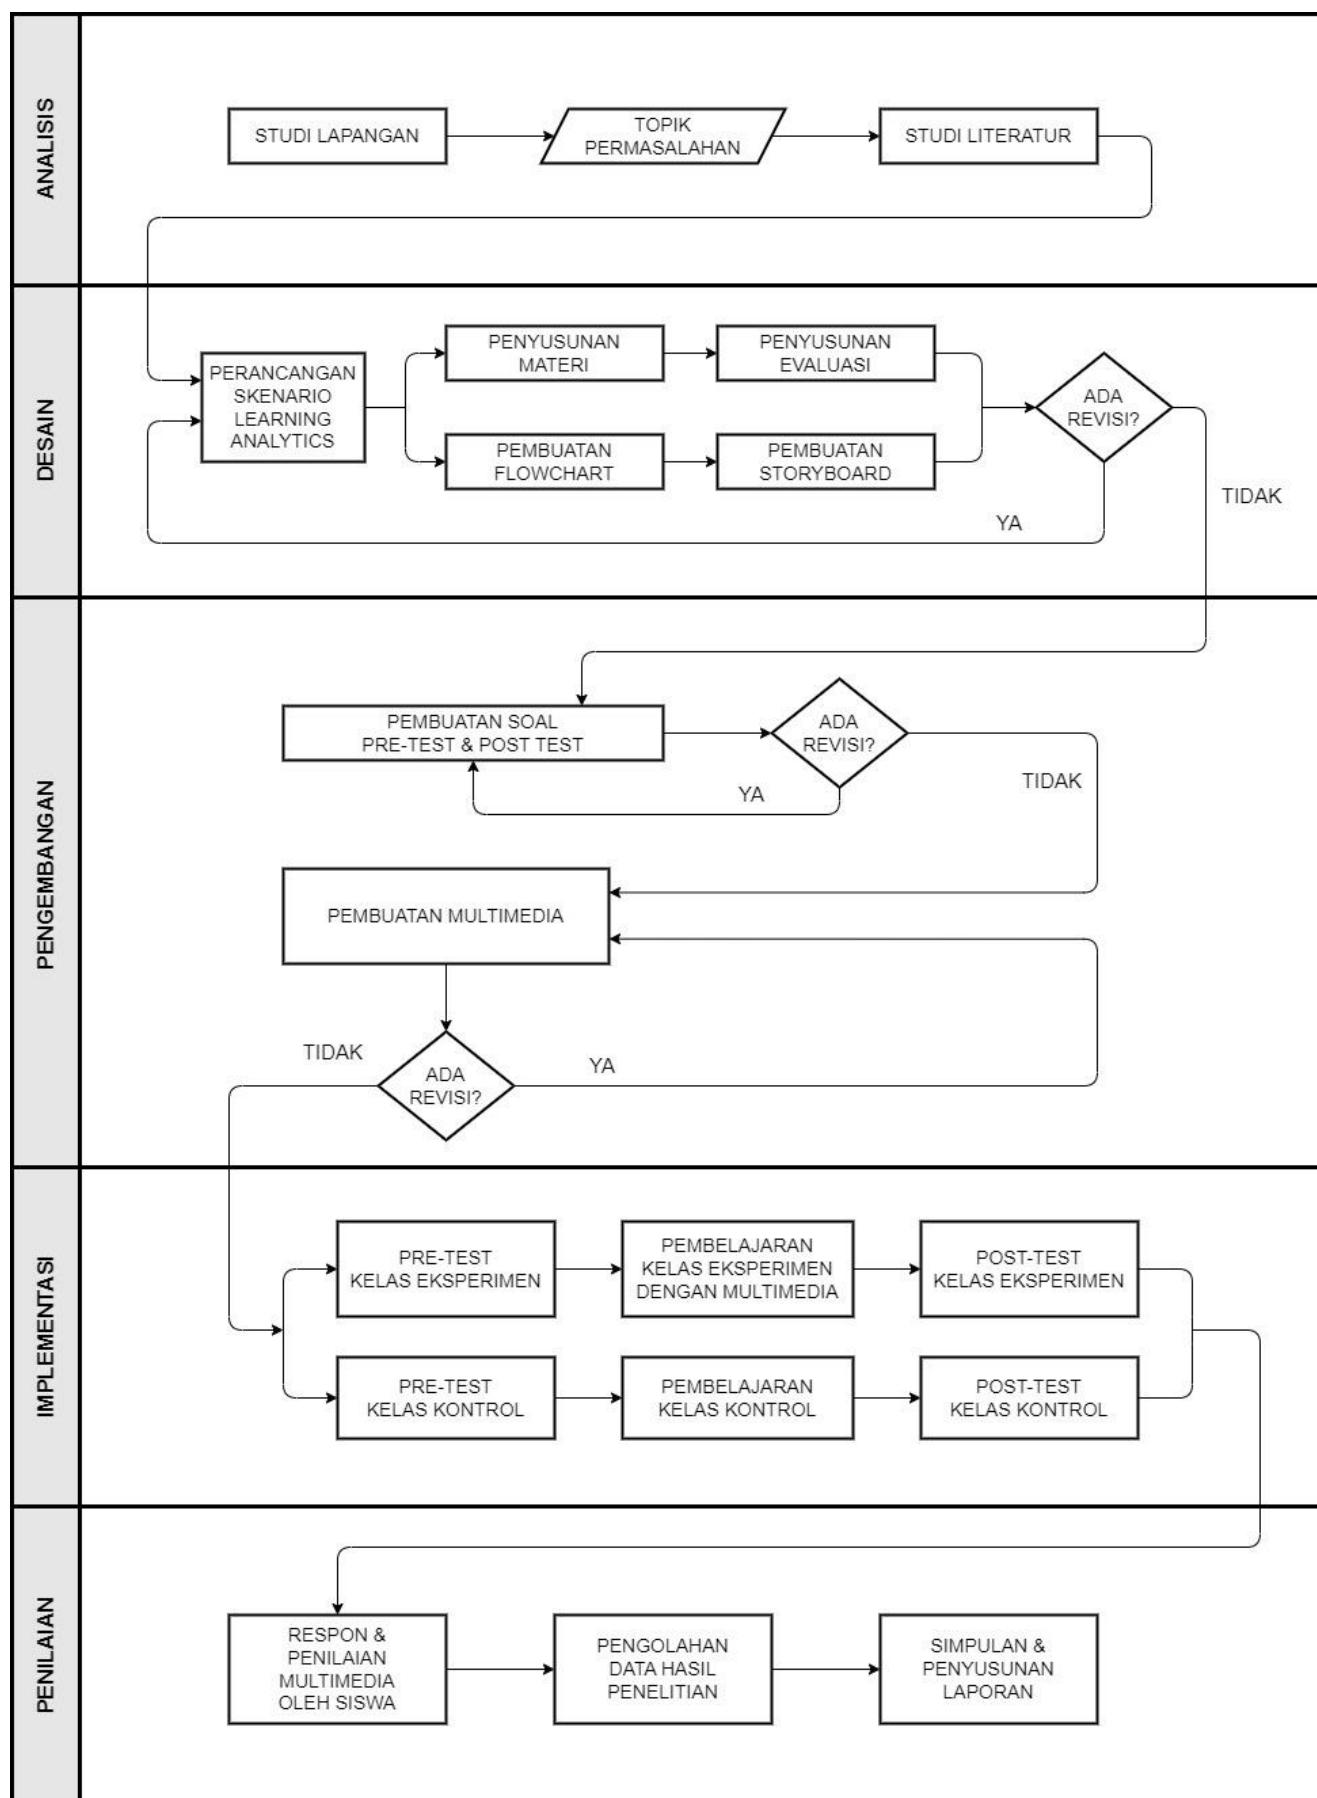 ANALISIS
STUDI LAPANGAN
TOPIK
PERMASALAHAN
STUDI LITERATUR
DESAIN
PERANCANGAN
SKENARIO
LEARNING
ANALYTICS
PENYUSUNAN
MATERI
PENYUSUNAN
EVALUASI
PEMBUATAN
FLOWCHART
PEMBUATAN
STORYBOARD
ADA
REVISI?
YA
TIDAK
PENGEMBANGAN
PEMBUATAN SOAL
PRE-TEST & POST TEST
ADA
REVISI?
YA
TIDAK
PEMBUATAN MULTIMEDIA
ADA
REVISI?
TIDAK
YA
IMPLEMENTASI
PRE-TEST
KELAS EKSPERIMEN
PEMBELAJARAN
KELAS EKSPERIMEN
DENGAN MULTIMEDIA
POST-TEST
KELAS EKSPERIMEN
PRE-TEST
KELAS KONTROL
PEMBELAJARAN
KELAS KONTROL
POST-TEST
KELAS KONTROL
PENILAIAN
RESPON &
PENILAIAN
MULTIMEDIA
OLEH SISWA
PENGOLAHAN
DATA HASIL
PENELITIAN
SIMPULAN &
PENYUSUNAN
LAPORAN